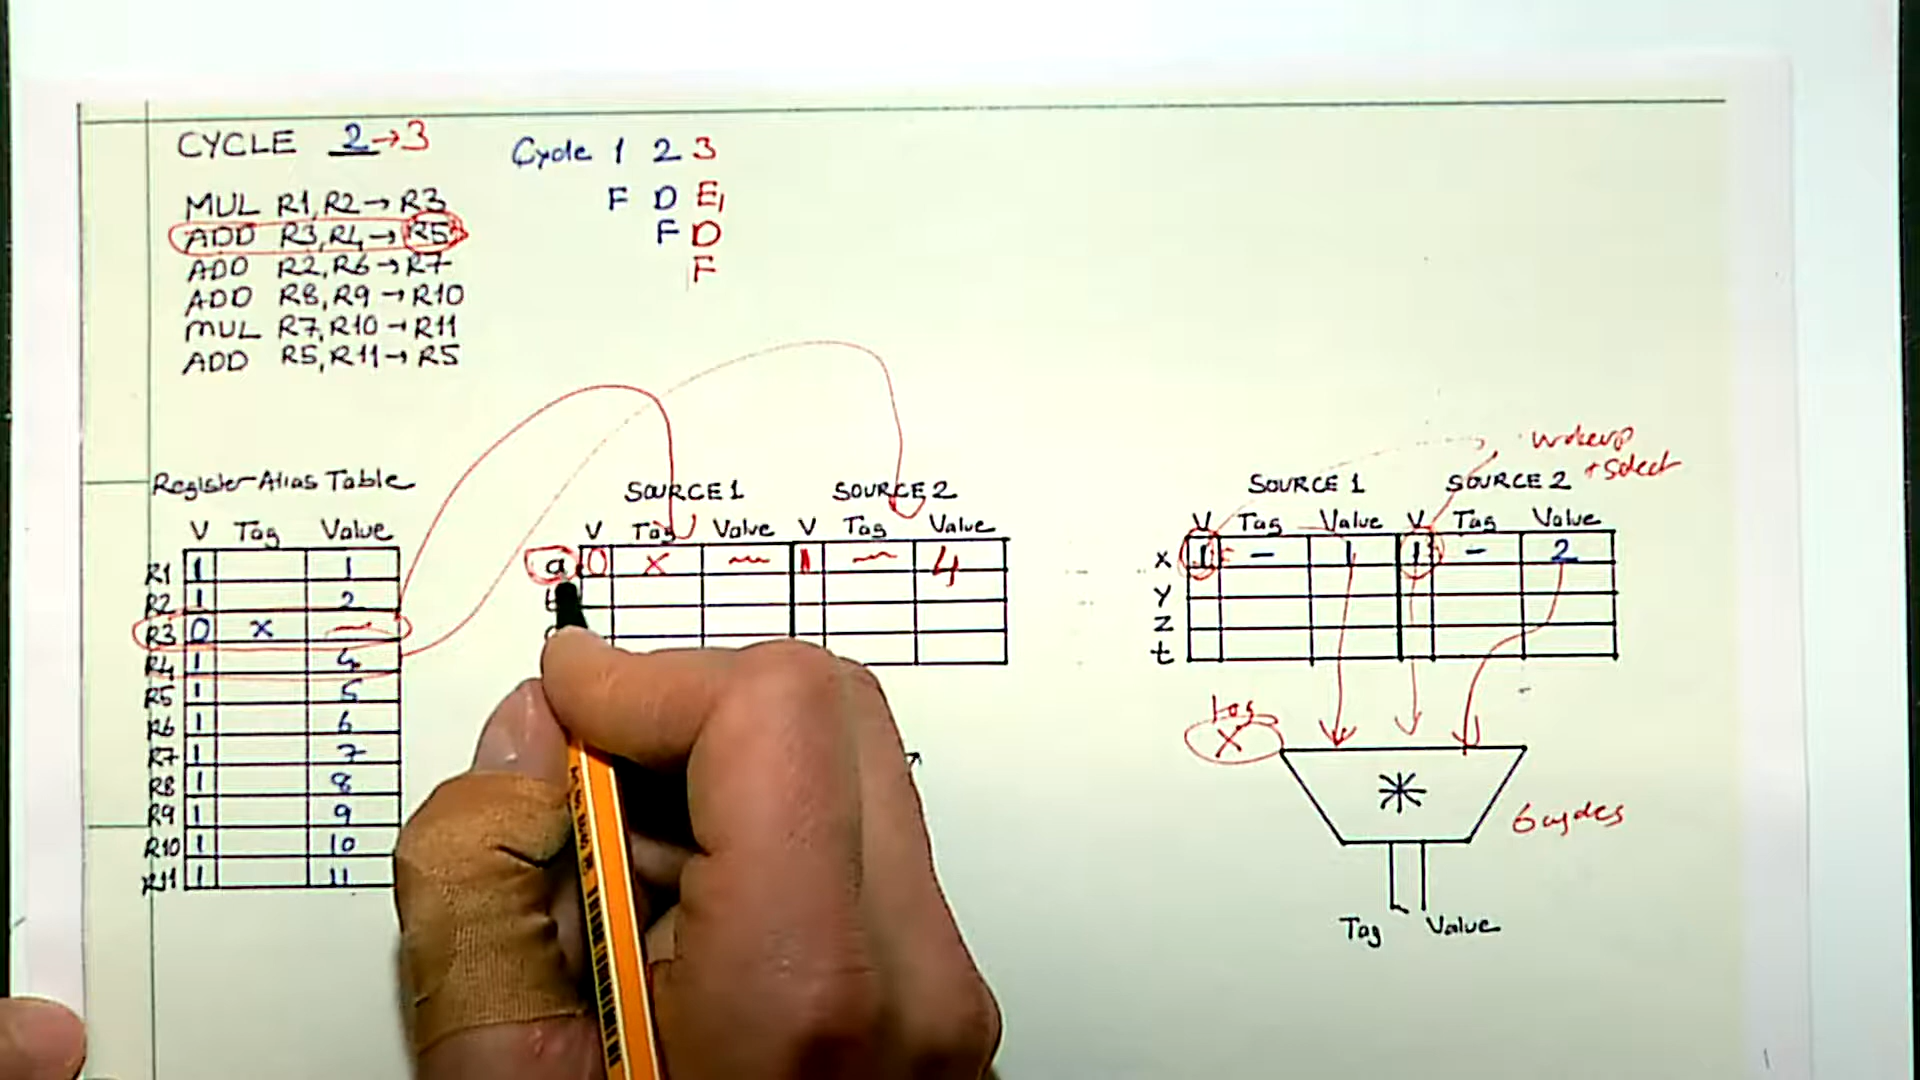 CYCLE 2→3
Cycle 1 2 3
MUL R1,R2→R3
F D E1
ADD R3,R4→R5
F D
ADD R2,R6→R7
F
ADD R8,R9→R10
MUL R7,R10→R11
ADD R5,R11→R5
wakeup
+ Select
Register Alias Table
SOURCE 1 SOURCE 2
SOURCE 1 SOURCE 2
V Tag Value
V Tag Value V Tag Value
V Tag Value V Tag Value
R1 1 1
a 0 X ~ 1 ~ 4
X 1 - 1 1 - 2
R2 1 2
Y
R3 0 X ~
Z
R4 1 4
t
R5 1 5
R6 1 6
R7 1 7
R8 1 8
R9 1 9
R10 1 10
R11 1 11
tag
X
*
6 cycles
Tag Value